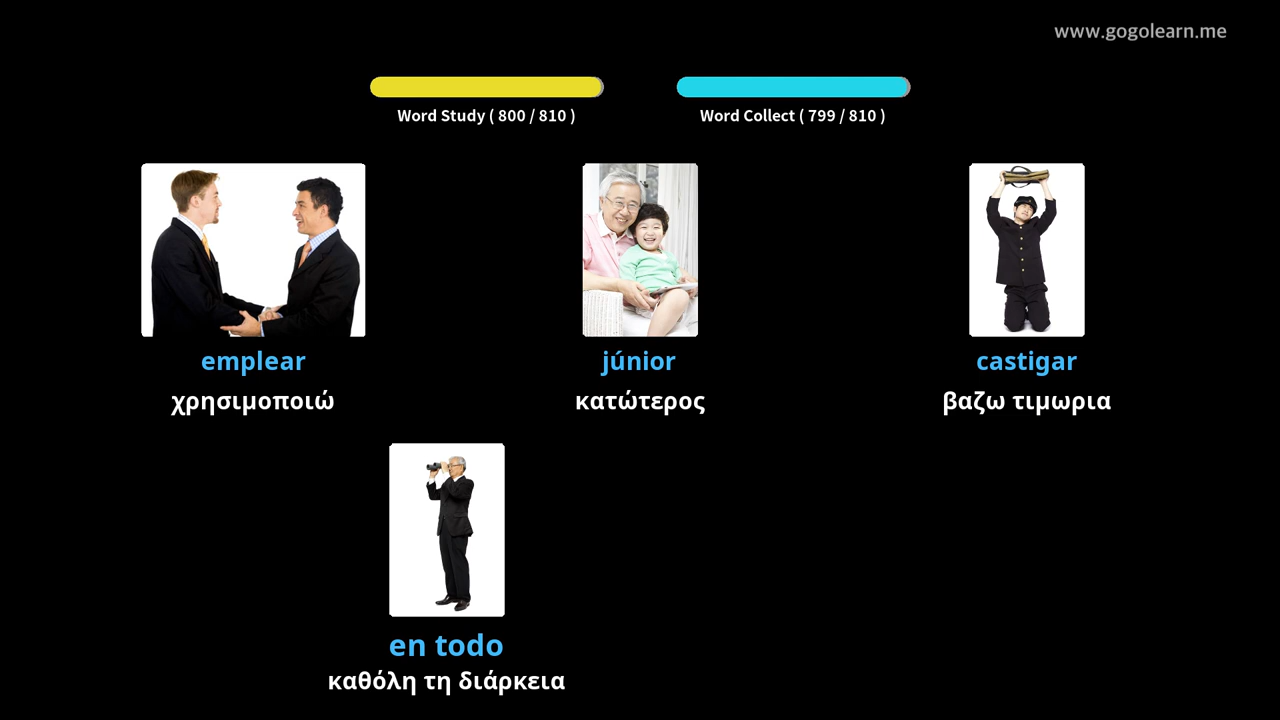 www.gogolearn.me
Word Study ( 800 / 810 )
Word Collect ( 799 / 810 )
emplear
χρησιμοποιώ
júnior
κατώτερος
castigar
βαζω τιμωρια
en todo
καθόλη τη διάρκεια